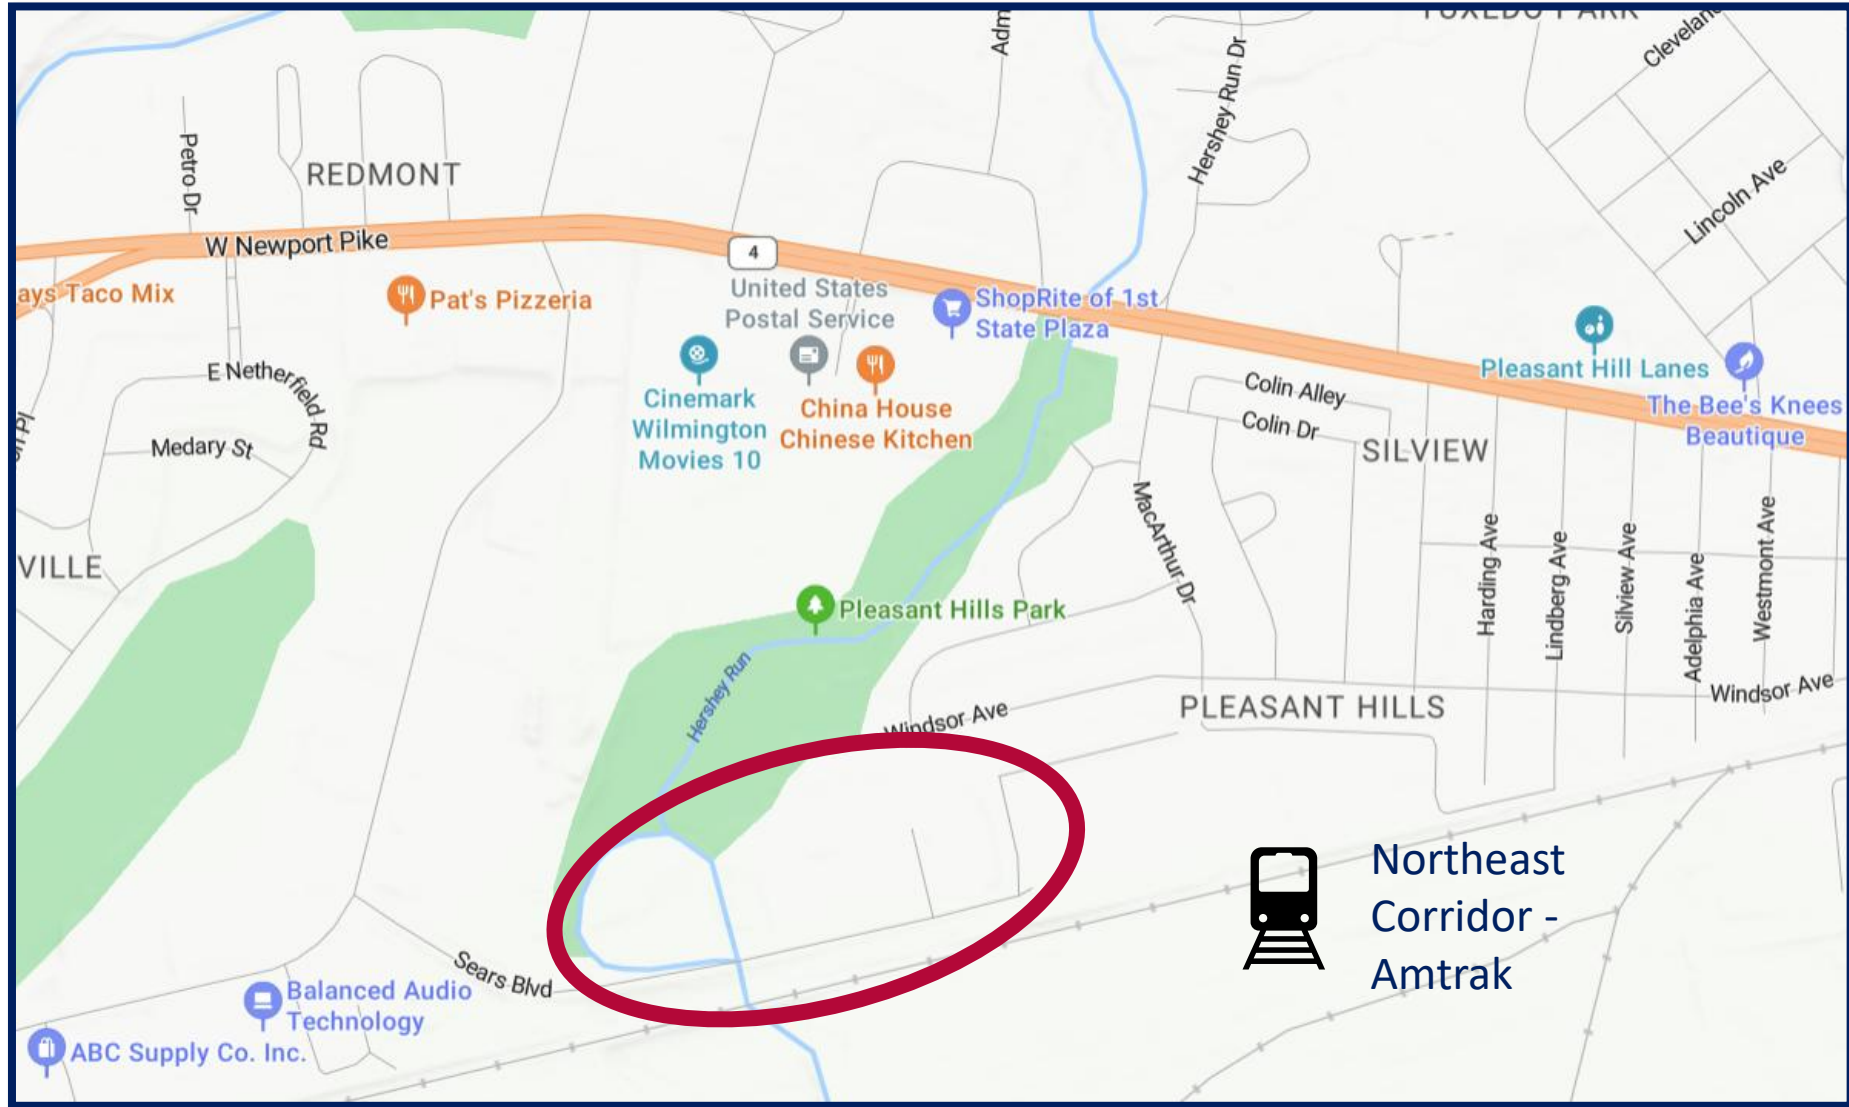 TUXEDO PARK
Adm
Hershey Run Dr
Cleveland
Petro Dr
REDMONT
Lincoln Ave
W Newport Pike
4
ays Taco Mix
Pat's Pizzeria
United States
Postal Service
ShopRite of 1st
State Plaza
Pleasant Hill Lanes
E Netherfield Rd
Cinemark
Wilmington
Movies 10
China House
Chinese Kitchen
Colin Alley
Colin Dr
The Bee's Knees
Beautique
Medary St
SILVIEW
MacArthur Dr
Harding Ave
Lindberg Ave
Silview Ave
Adelphia Ave
Westmont Ave
VILLE
Pleasant Hills Park
Hershey Run
Windsor Ave
PLEASANT HILLS
Windsor Ave
Northeast
Corridor -
Amtrak
Sears Blvd
Balanced Audio
Technology
ABC Supply Co. Inc.